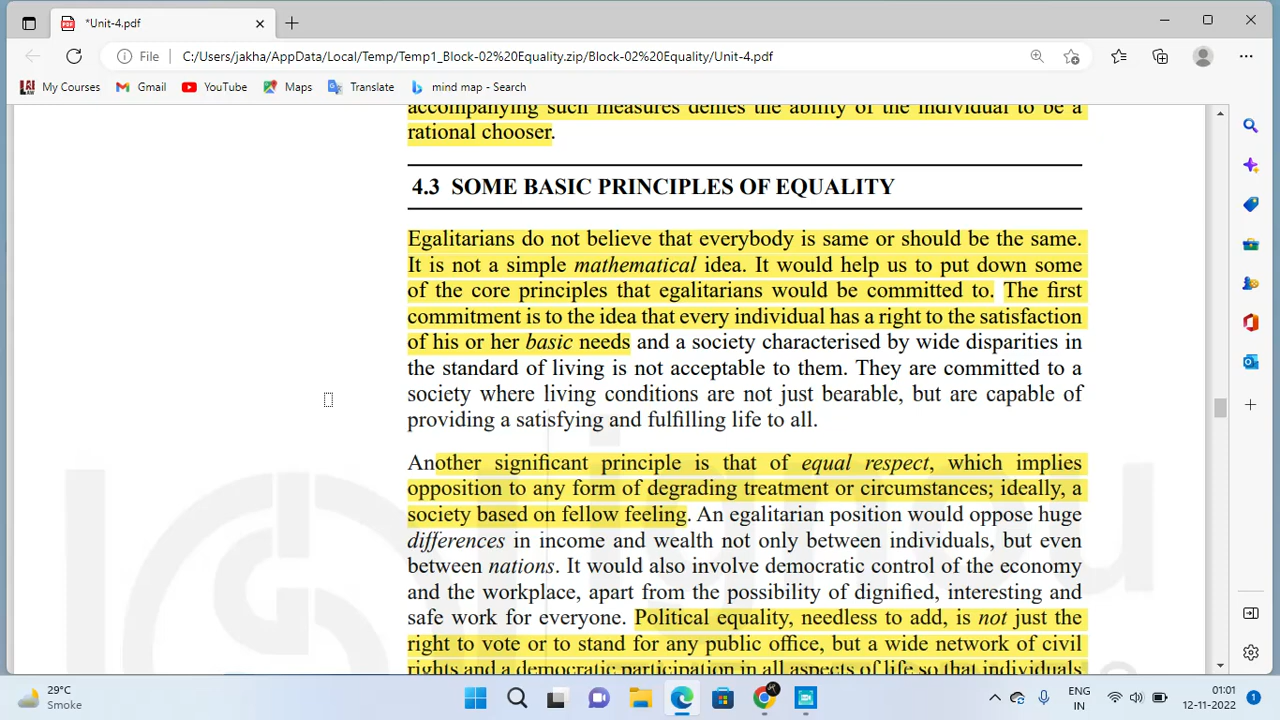 *Unit-4.pdf
File C:/Users/jakha/AppData/Local/Temp/Temp1_Block-02%20Equality.zip/Block-02%20Equality/Unit-4.pdf
LAW My Courses Gmail YouTube Maps Translate mind map - Search
accompanying such measures denies the ability of the individual to be a
rational chooser.
4.3 SOME BASIC PRINCIPLES OF EQUALITY
Egalitarians do not believe that everybody is same or should be the same.
It is not a simple mathematical idea. It would help us to put down some
of the core principles that egalitarians would be committed to. The first
commitment is to the idea that every individual has a right to the satisfaction
of his or her basic needs and a society characterised by wide disparities in
the standard of living is not acceptable to them. They are committed to a
society where living conditions are not just bearable, but are capable of
providing a satisfying and fulfilling life to all.
Another significant principle is that of equal respect, which implies
opposition to any form of degrading treatment or circumstances; ideally, a
society based on fellow feeling. An egalitarian position would oppose huge
differences in income and wealth not only between individuals, but even
between nations. It would also involve democratic control of the economy
and the workplace, apart from the possibility of dignified, interesting and
safe work for everyone. Political equality, needless to add, is not just the
right to vote or to stand for any public office, but a wide network of civil
rights and a democratic participation in all aspects of life so that individuals
29°C
Smoke
ENG
IN
01:01
12-11-2022
1